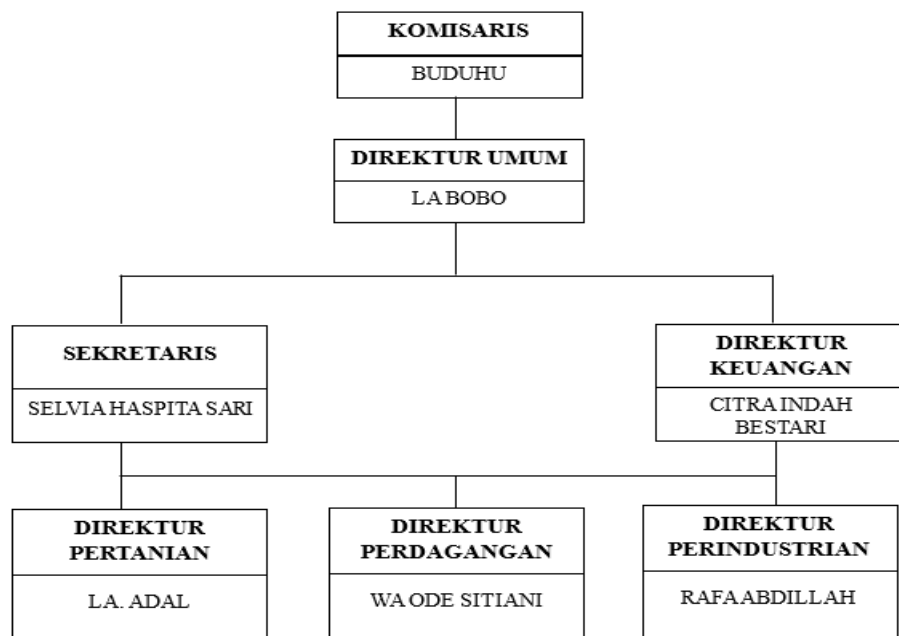 KOMISARIS
BUDUHU
DIREKTUR UMUM
LA BOBO
SEKRETARIS
SELVIA HASPITA SARI
DIREKTUR
KEUANGAN
CITRA INDAH
BESTARI
DIREKTUR
PERTANIAN
LA. ADAL
DIREKTUR
PERDAGANGAN
WA ODE SITIANI
DIREKTUR
PERINDUSTRIAN
RAFA ABDILLAH